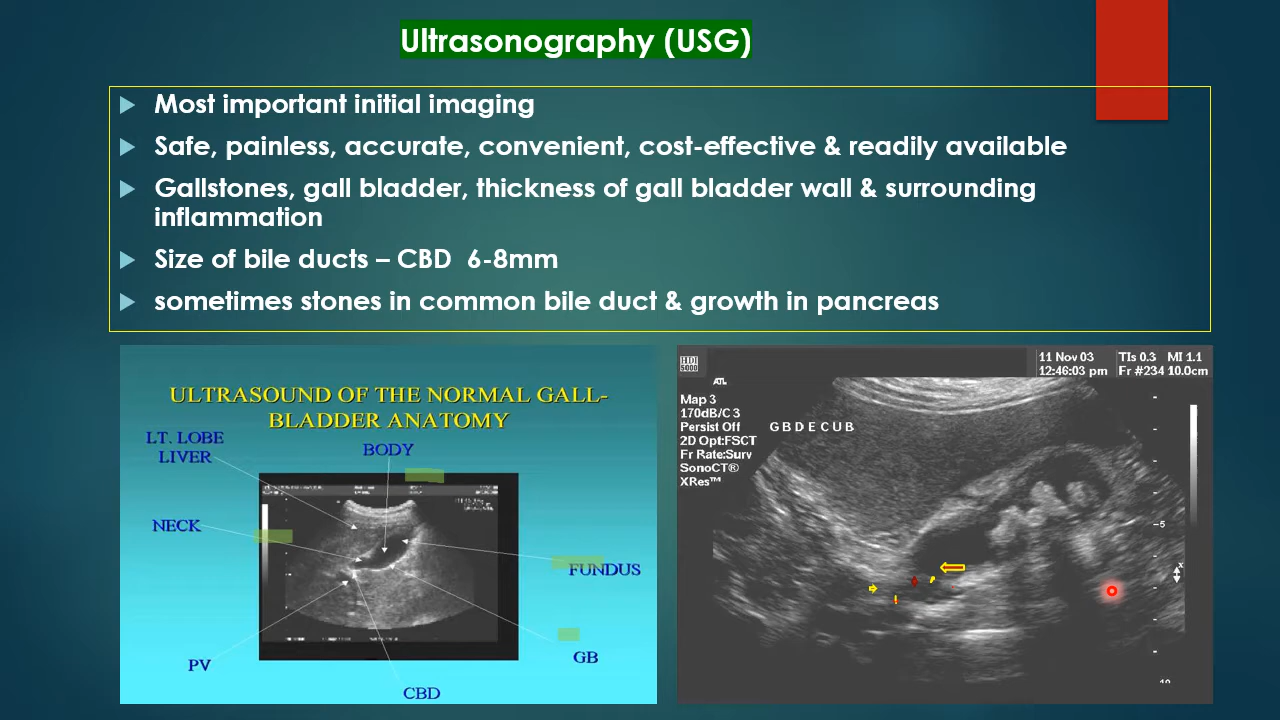 Ultrasonography (USG)
Most important initial imaging
Safe, painless, accurate, convenient, cost-effective & readily available
Gallstones, gall bladder, thickness of gall bladder wall & surrounding
inflammation
Size of bile ducts – CBD 6-8mm
sometimes stones in common bile duct & growth in pancreas
ULTRASOUND OF THE NORMAL GALL-
BLADDER ANATOMY
LT. LOBE
LIVER
BODY
NECK
FUNDUS
GB
PV
CBD
HDI
5000
11 Nov 03 TIs 0.3 MI 1.1
12:46:03 pm Fr #234 10.0cm
ATL
Map 3
170dB/C 3
Persist Off
G B D E C U B
2D Opt:FSCT
Fr Rate:Surv
SonoCT®
XRes™
5
10